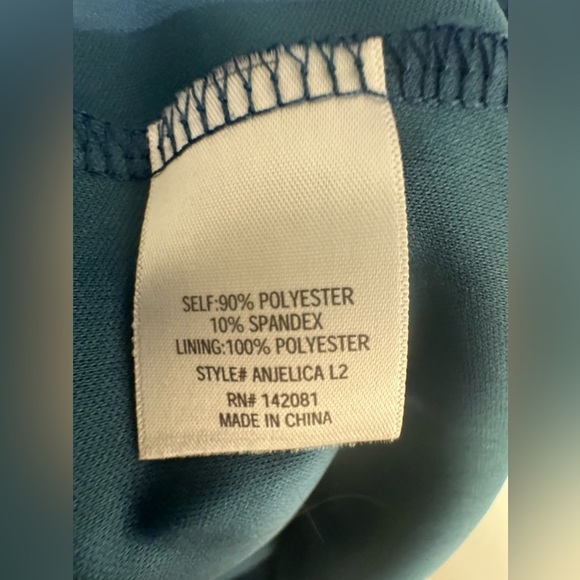 SELF:90% POLYESTER
10% SPANDEX
LINING:100% POLYESTER
STYLE# ANJELICA L2
RN# 142081
MADE IN CHINA